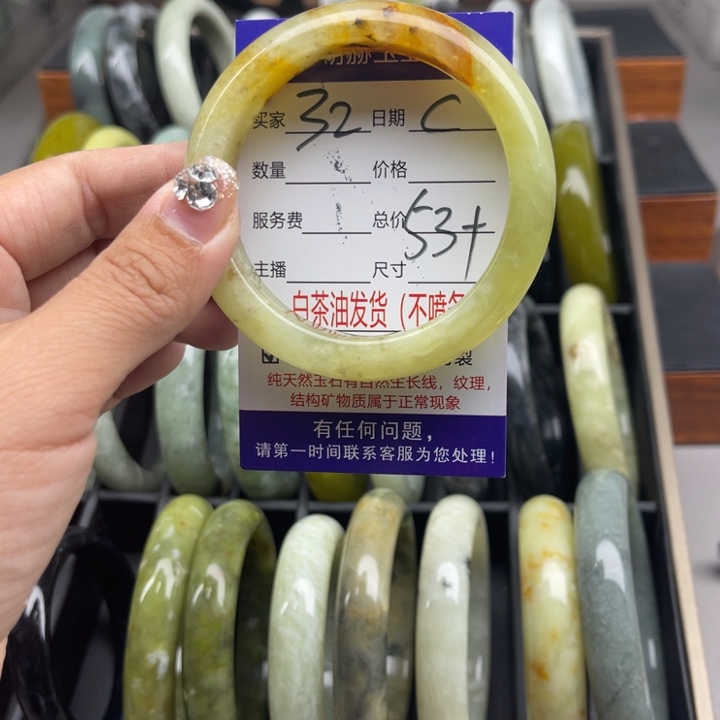 买家 32 日期 C
数量 价格
服务费 总价 53+
主播 尺寸
白茶油发货(不喷
纯天然玉石有自然生长线,纹理,
结构矿物质属于正常现象
有任何问题,
请第一时间联系客服为您处理!